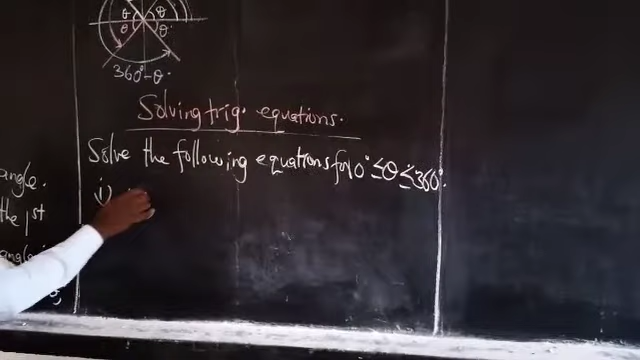 θ θ
θ θ
360°-θ.
Solving trig. equations.
Solve the following equations for 0° ≤ θ ≤ 360°.
i)
angle.
the 1st
angle